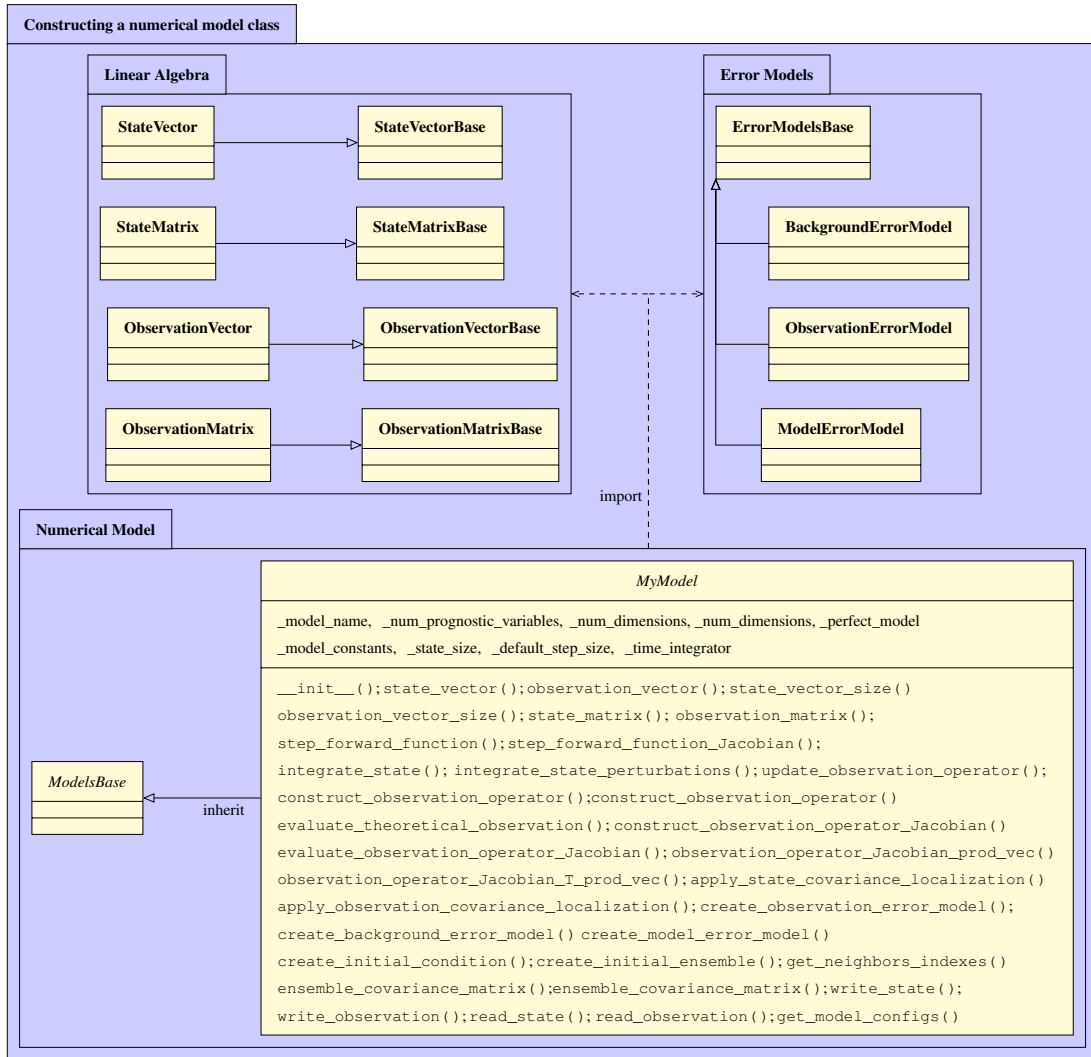 Constructing a numerical model class
Linear Algebra
StateVector
StateVectorBase
StateMatrix
StateMatrixBase
ObservationVector
ObservationVectorBase
ObservationMatrix
ObservationMatrixBase
Error Models
ErrorModelsBase
BackgroundErrorModel
ObservationErrorModel
ModelErrorModel
import
Numerical Model
ModelsBase
inherit
MyModel
_model_name, _num_prognostic_variables, _num_dimensions, _num_dimensions, _perfect_model
_model_constants, _state_size, _default_step_size, _time_integrator
__init__();state_vector();observation_vector();state_vector_size()
observation_vector_size();state_matrix(); observation_matrix();
step_forward_function();step_forward_function_Jacobian();
integrate_state(); integrate_state_perturbations();update_observation_operator();
construct_observation_operator();construct_observation_operator()
evaluate_theoretical_observation();construct_observation_operator_Jacobian()
evaluate_observation_operator_Jacobian();observation_operator_Jacobian_prod_vec()
observation_operator_Jacobian_T_prod_vec();apply_state_covariance_localization()
apply_observation_covariance_localization();create_observation_error_model();
create_background_error_model() create_model_error_model()
create_initial_condition();create_initial_ensemble();get_neighbors_indexes()
ensemble_covariance_matrix();ensemble_covariance_matrix();write_state();
write_observation();read_state();read_observation();get_model_configs()